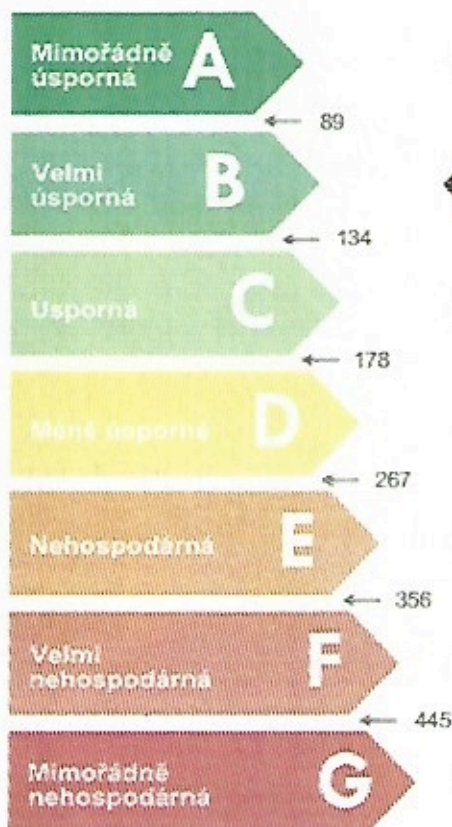 Mimořádně
úsporná A
89
Velmi
úsporná B
134
Úsporná C
178
Méně úsporná D
267
Nehospodárná E
356
Velmi
nehospodárná F
445
Mimořádně
nehospodárná G